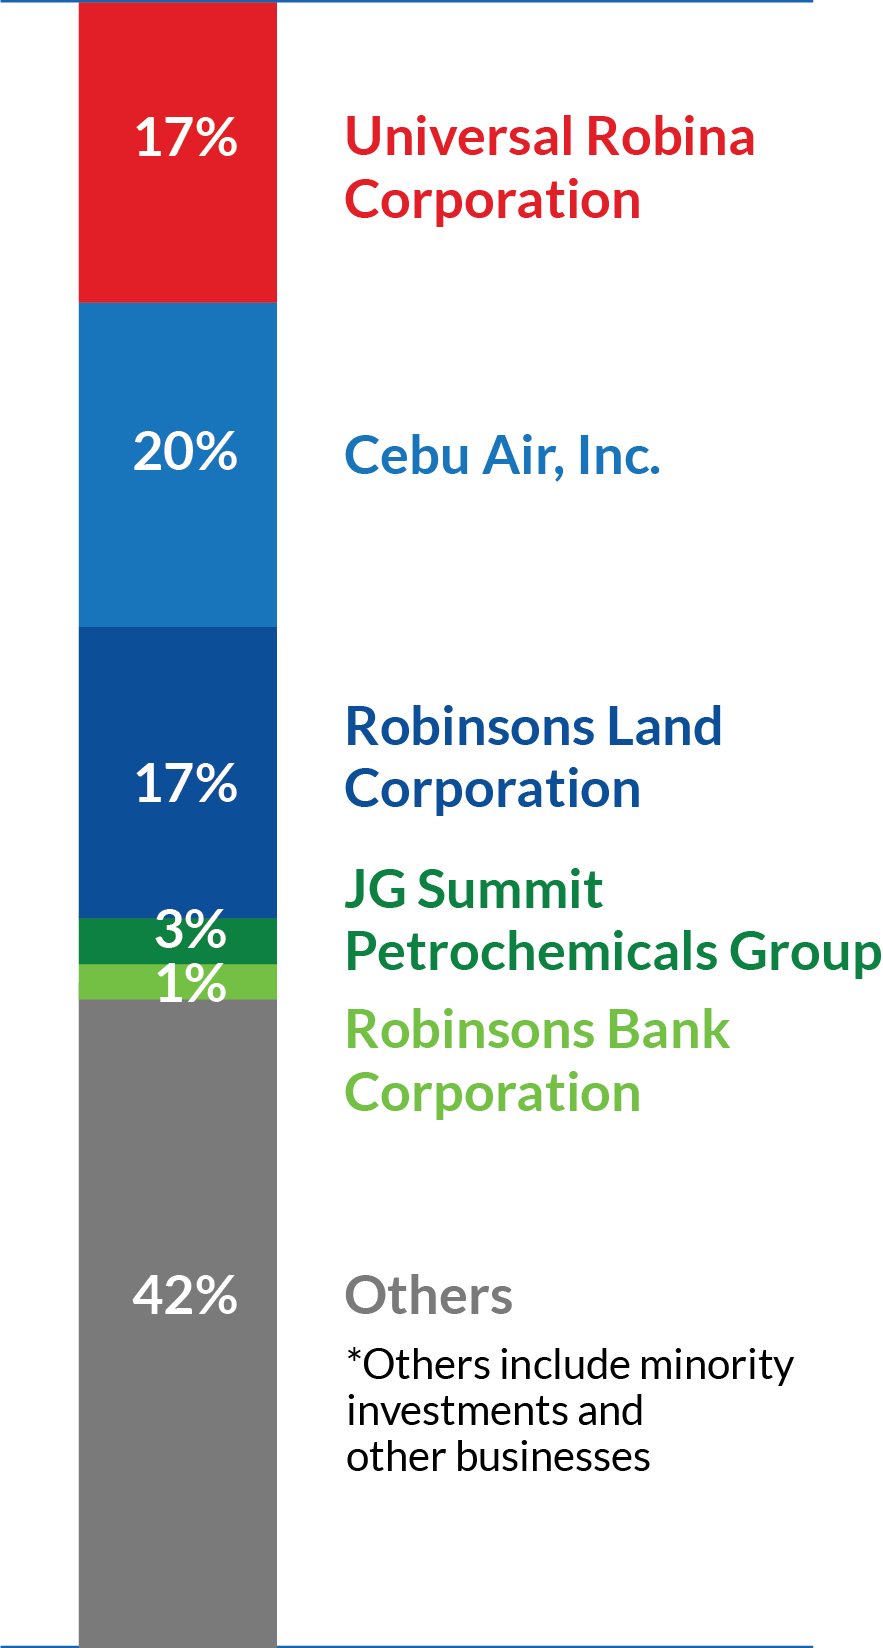 17%
Universal Robina
Corporation
20%
Cebu Air, Inc.
17%
Robinsons Land
Corporation
3%
JG Summit
Petrochemicals Group
1%
Robinsons Bank
Corporation
42%
Others
*Others include minority
investments and
other businesses